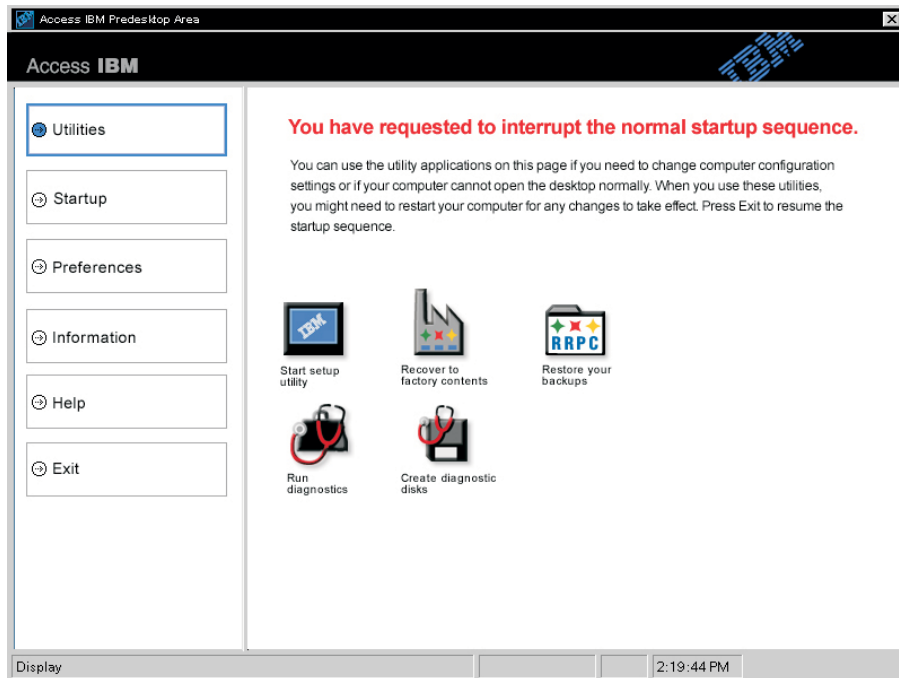 Access IBM Predesktop Area
Access IBM
IBM
Utilities
Startup
Preferences
Information
Help
Exit
You have requested to interrupt the normal startup sequence.
You can use the utility applications on this page if you need to change computer configuration
settings or if your computer cannot open the desktop normally. When you use these utilities,
you might need to restart your computer for any changes to take effect. Press Exit to resume the
startup sequence.
IBM
Start setup
utility
Recover to
factory contents
RRPC
Restore your
backups
Run
diagnostics
Create diagnostic
disks
Display
2:19:44 PM